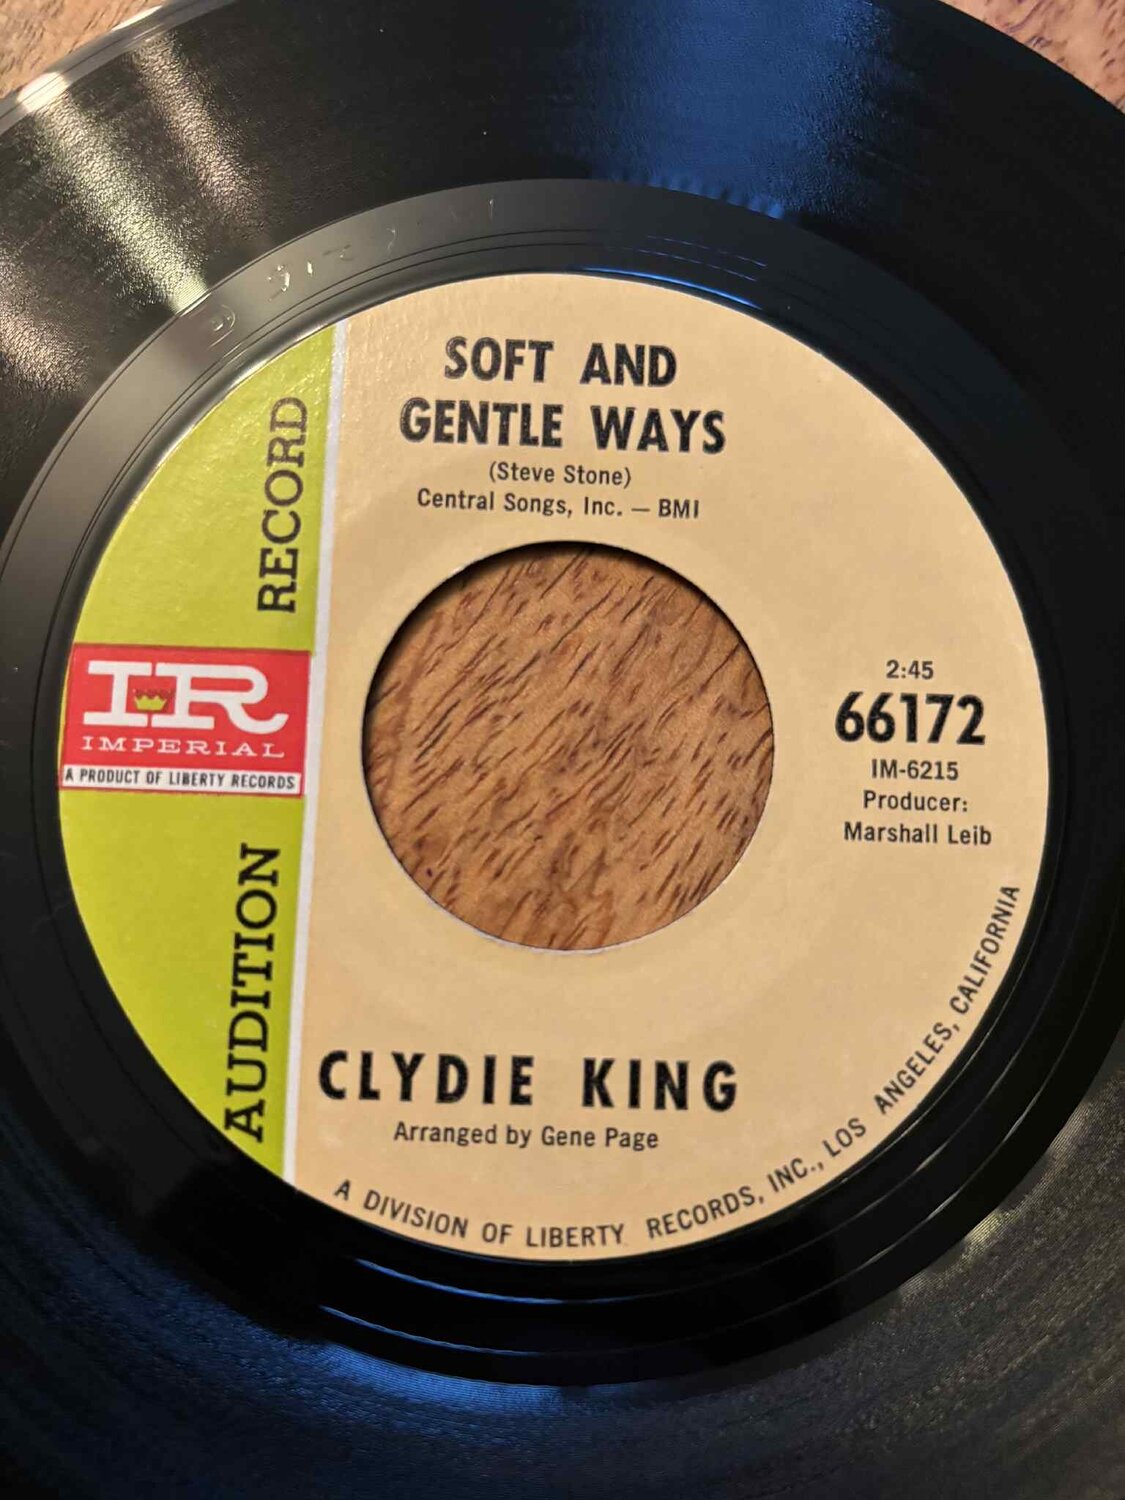 SOFT AND
GENTLE WAYS
(Steve Stone)
Central Songs, Inc. — BMI
AUDITION RECORD
IR
IMPERIAL
A PRODUCT OF LIBERTY RECORDS
2:45
66172
IM-6215
Producer:
Marshall Leib
CLYDIE KING
Arranged by Gene Page
A DIVISION OF LIBERTY RECORDS, INC., LOS ANGELES, CALIFORNIA